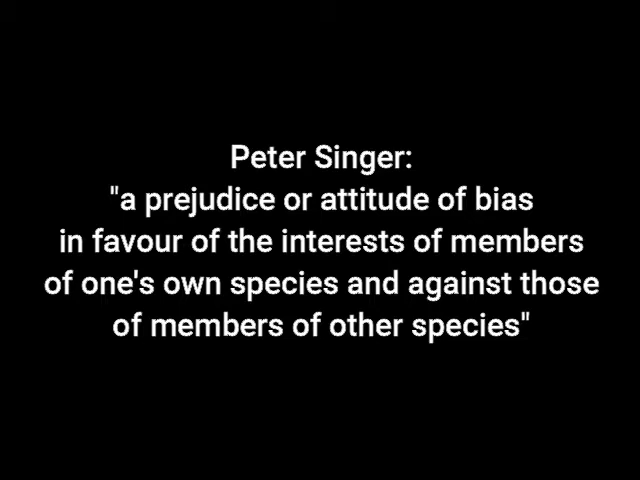 Peter Singer:
"a prejudice or attitude of bias
in favour of the interests of members
of one's own species and against those
of members of other species"